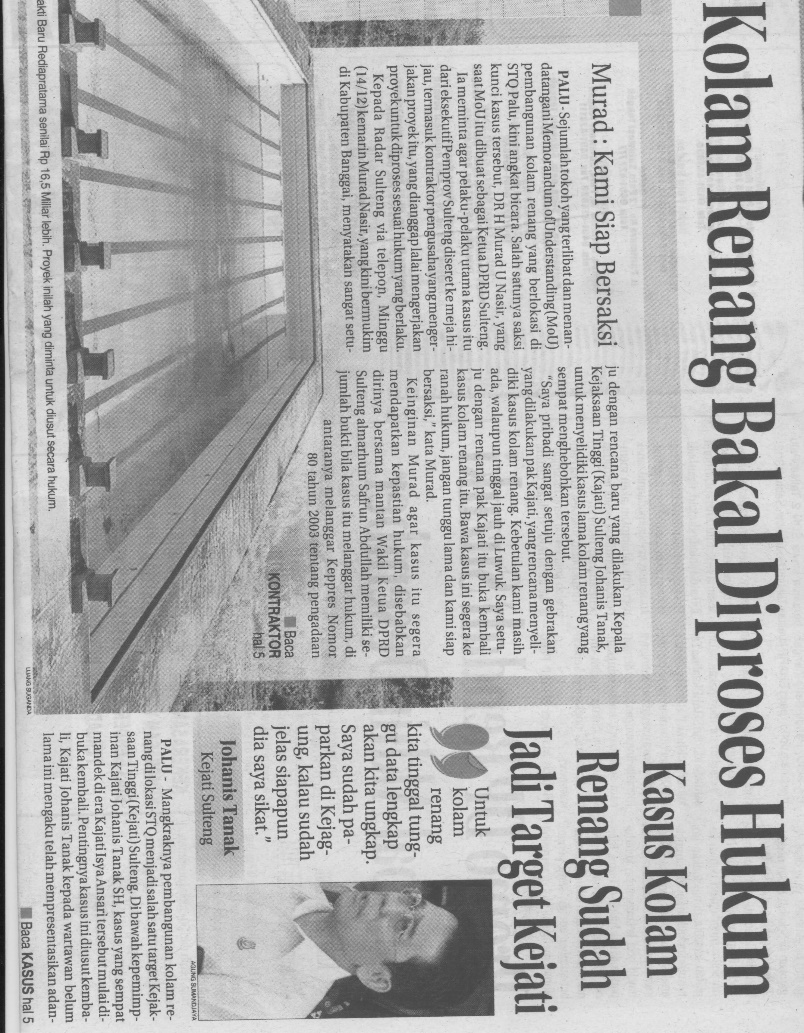 Kolam Renang Bakal Diproses Hukum
Murad : Kami Siap Bersaksi
PALU - Sejumlah tokoh yang terlibat dan menan-
datangani Memorandum of Understanding (MoU)
pembangunan kolam renang yang berlokasi di
STQ Palu, kini angkat bicara. Salah satunya saksi
kunci kasus tersebut, DR H Murad U Nasir, yang
saat MoU itu dibuat sebagai Ketua DPRD Sulteng.
Ia meminta agar pelaku-pelaku utama kasus itu
dari eksekutif Pemprov Sulteng diseret ke meja hi-
jau, termasuk kontraktor pengusaha yang menger-
jakan proyek itu, yang dianggap lalai mengerjakan
proyek untuk diproses sesuai hukum yang berlaku.
Kepada Radar Sulteng via telepon, Minggu
(14/12) kemarin Murad Nasir, yang kini bermukim
di Kabupaten Banggai, menyatakan sangat setu-
ju dengan rencana baru yang dilakukan Kepala
Kejaksaan Tinggi (Kajati) Sulteng Johanis Tanak,
untuk menyelidiki kasus lama kolam renang yang
sempat menghebohkan tersebut.
“Saya pribadi sangat setuju dengan gebrakan
yang dilakukan pak Kajati, yang rencana menyeli-
diki kasus kolam renang. Kebetulan kami masih
ada, walaupun tinggal jauh di Luwuk. Saya setu-
ju dengan rencana pak Kajati itu buka kembali
kasus kolam renang itu. Bawa kasus ini segera ke
ranah hukum, jangan tunggu lama dan kami siap
bersaksi,” kata Murad.
Keinginan Murad agar kasus itu segera
mendapatkan kepastian hukum, disebabkan
dirinya bersama mantan Wakil Ketua DPRD
Sulteng almarhum Safrun Abdullah memiliki se-
jumlah bukti bila kasus itu melanggar hukum, di
antaranya melanggar Keppres Nomor
80 tahun 2003 tentang pengadaan
Baca
KONTRAKTOR
hal 5
LIJANG SUGANDA
akti Baru Rediapratama senilai Rp 16,5 Miliar lebih. Proyek inilah yang diminta untuk diusut secara hukum.
Kasus Kolam
Renang Sudah
Jadi Target Kejati
Untuk
kolam
renang
kita tinggal tung-
gu data lengkap
akan kita ungkap.
Saya sudah pa-
parkan di Kejag-
ung, kalau sudah
jelas siapapun
dia saya sikat.”
Johanis Tanak
Kejati Sulteng
AGUNG SUMANDJAYA
PALU - Mangkraknya pembangunan kolam re-
nang di lokasi STQ menjadi salah satu target Kejak-
saan Tinggi (Kejati) Sulteng. Di bawah kepemimp-
inan Kajati Johanis Tanak SH, kasus yang sempat
mandek di era Kajati Isya Ansari tersebut mulai di-
buka kembali. Pentingnya kasus ini diusut kemba-
li, Kajati Johanis Tanak kepada wartawan belum
lama ini mengaku telah mempresentasikan adan-
Baca KASUS hal 5